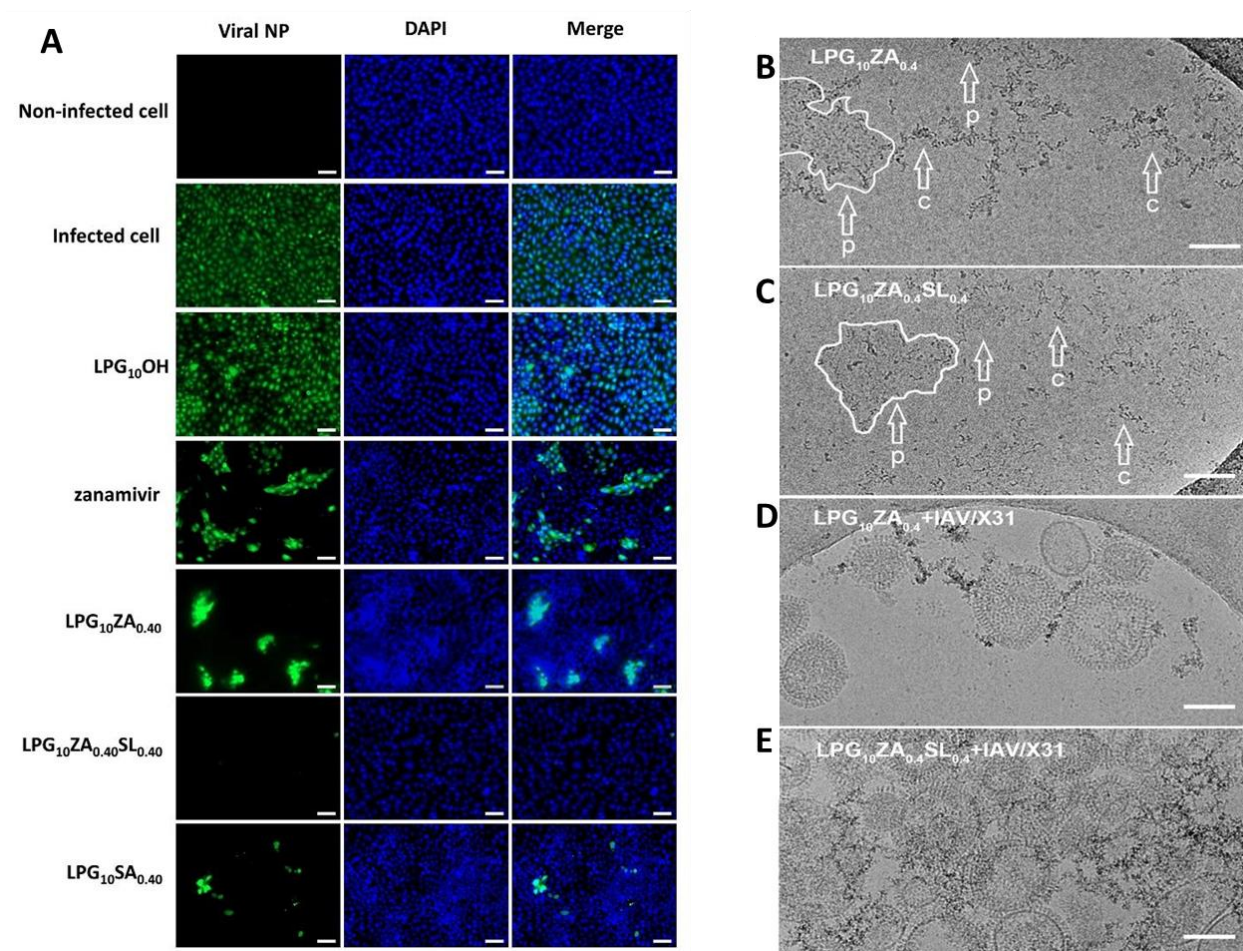 A
Viral NP DAPI Merge
Non-infected cell
Infected cell
LPG₁₀OH
zanamivir
LPG₁₀ZA₀.₄₀
LPG₁₀ZA₀.₄₀SL₀.₄₀
LPG₁₀SA₀.₄₀
B
LPG₁₀ZA₀.₄
p
c
c
p
C
LPG₁₀ZA₀.₄SL₀.₄
p
c
p
c
D
LPG₁₀ZA₀.₄+IAV/X31
E
LPG₁₀ZA₀.₄SL₀.₄+IAV/X31